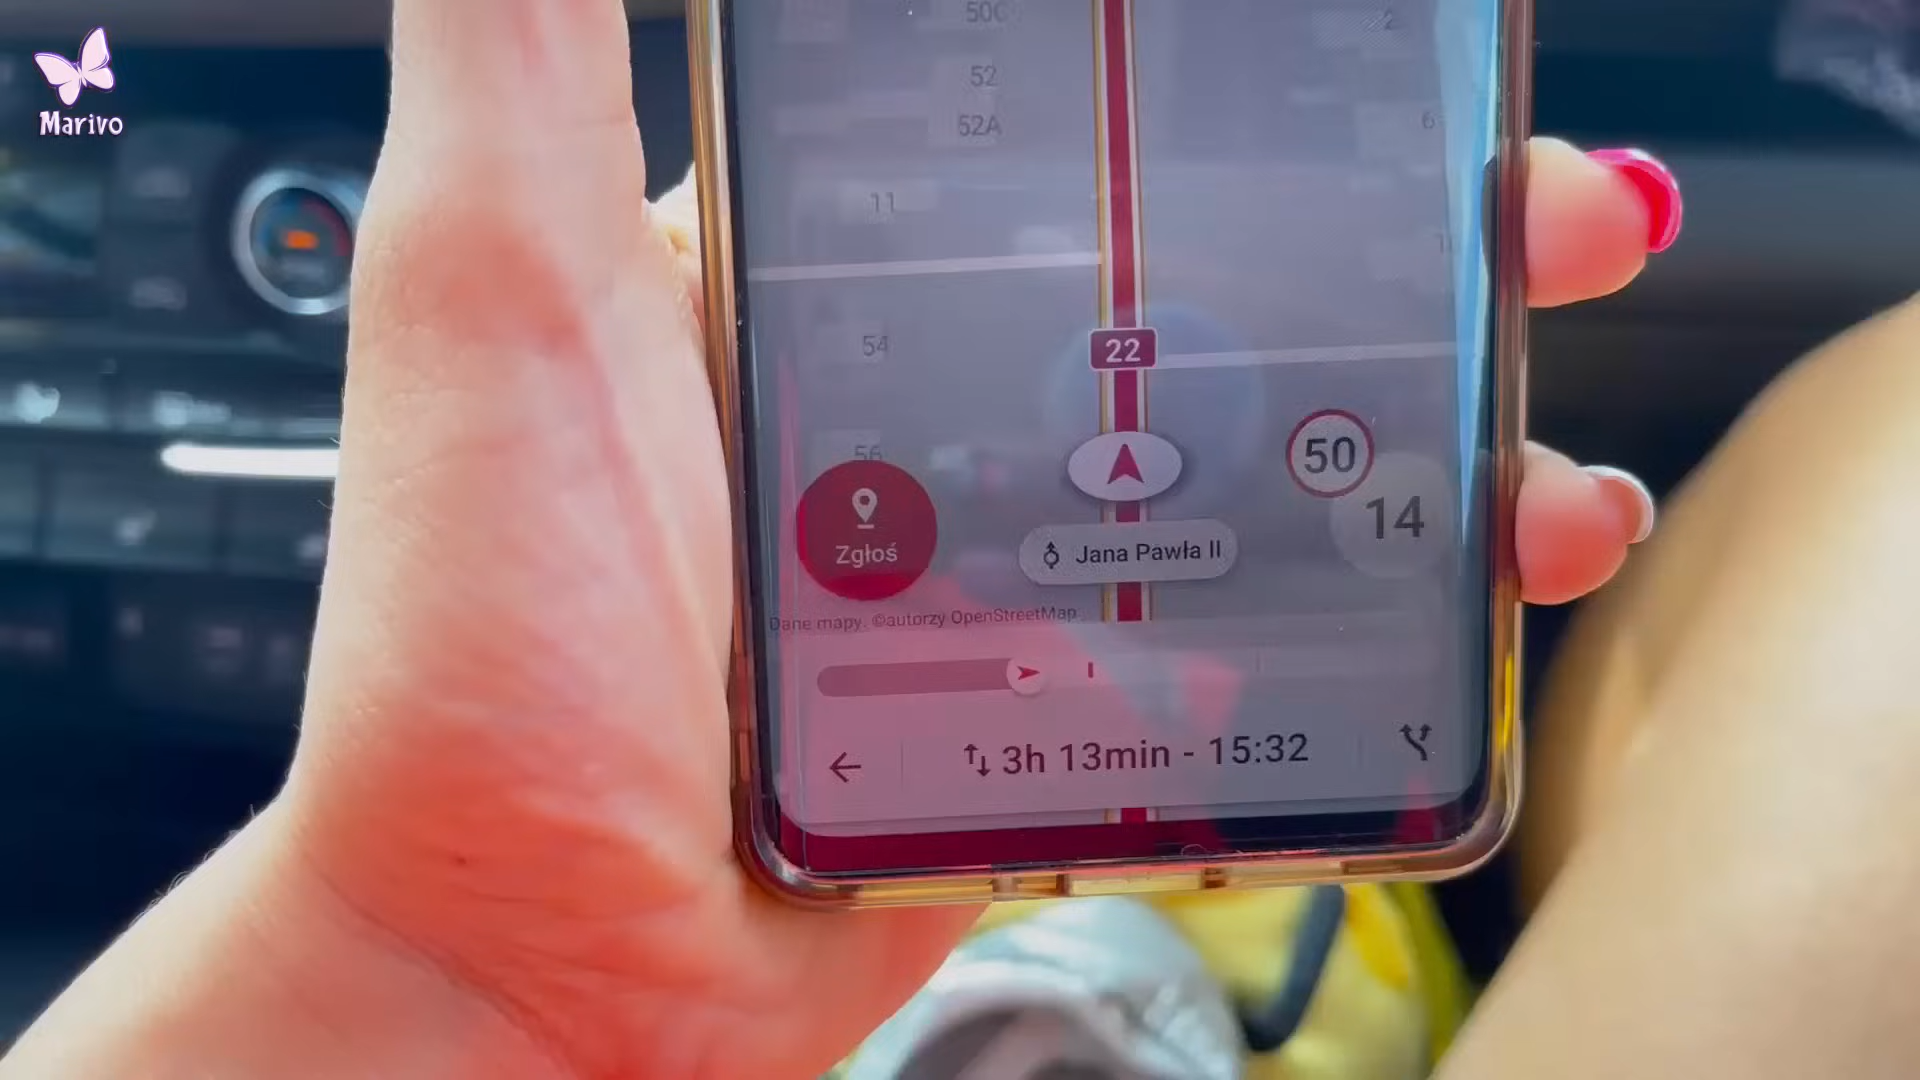 Marivo
52
52A
11
54
22
56
50
14
Zgłoś
Jana Pawła II
Dane mapy. ©autorzy OpenStreetMap
3h 13min - 15:32